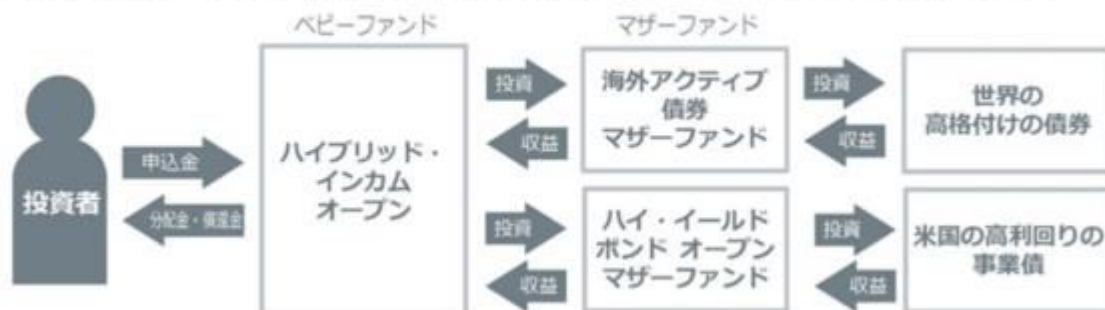 ベビーファンド
マザーファンド
投資者
申込金
分配金・償還金
ハイブリッド・
インカム
オープン
投資
収益
海外アクティブ
債券
マザーファンド
投資
収益
世界の
高格付けの債券
投資
収益
ハイ・イールド
ボンド オープン
マザーファンド
投資
収益
米国の高利回りの
事業債